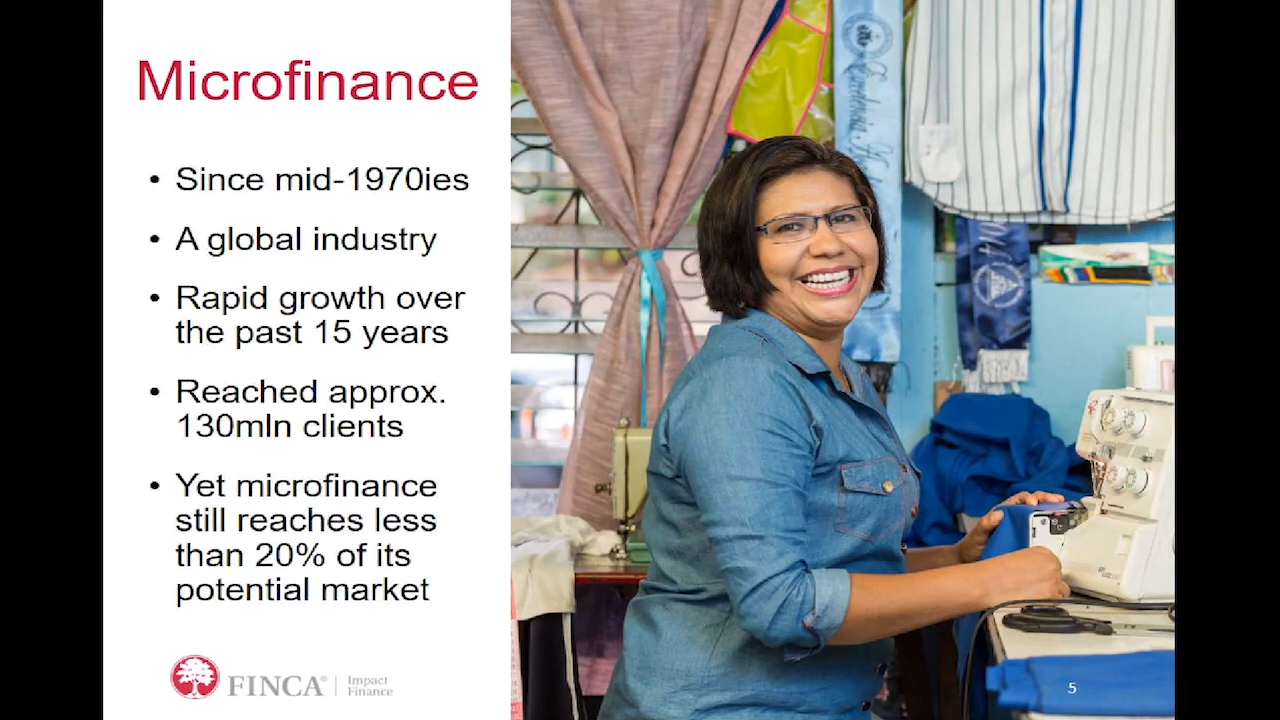 Microfinance
• Since mid-1970ies
• A global industry
• Rapid growth over
the past 15 years
• Reached approx.
130mln clients
• Yet microfinance
still reaches less
than 20% of its
potential market
FINCA® | Impact
Finance
5